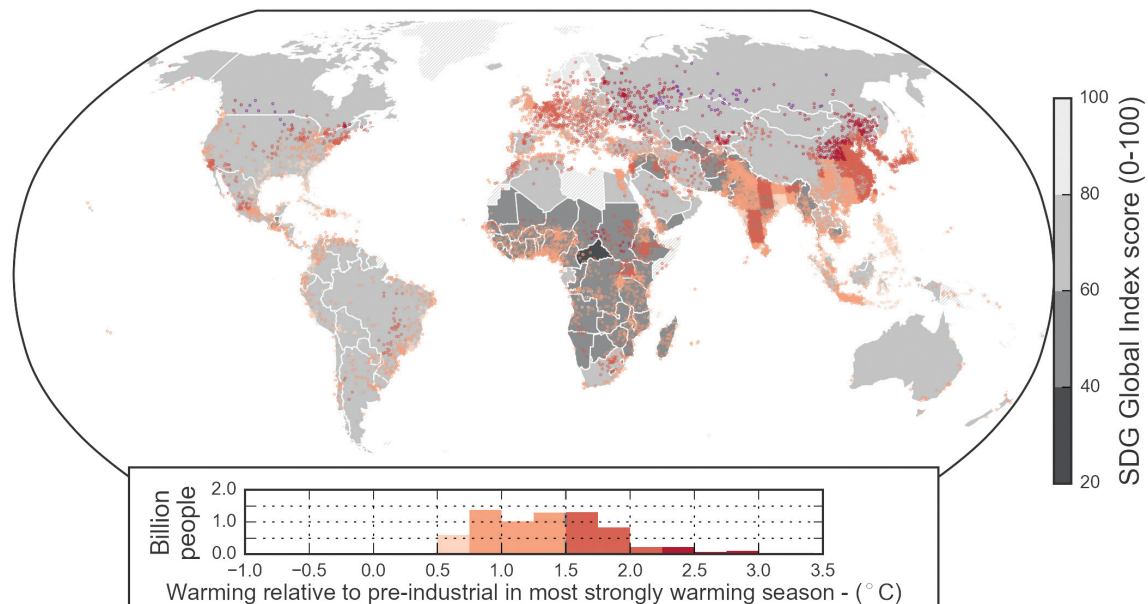 100
80
60
40
20
SDG Global Index score (0-100)
2.0
1.0
0.0
Billion
people
−1.0 −0.5 0.0 0.5 1.0 1.5 2.0 2.5 3.0 3.5
Warming relative to pre-industrial in most strongly warming season - (°C)